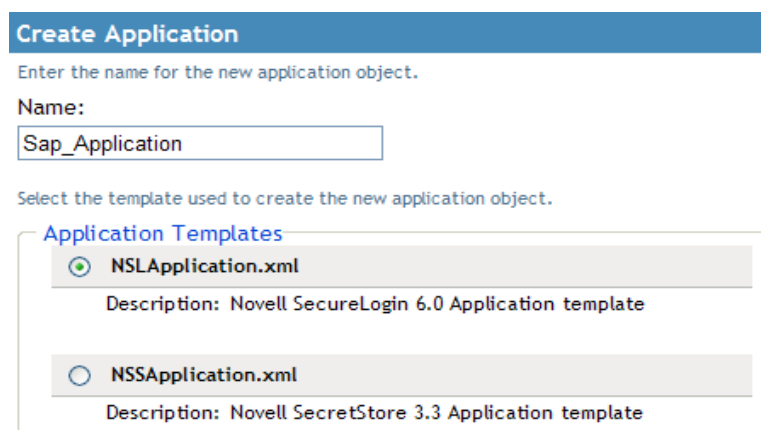 Create Application
Enter the name for the new application object.
Name:
Sap_Application
Select the template used to create the new application object.
Application Templates
NSLApplication.xml
Description: Novell SecureLogin 6.0 Application template
NSSApplication.xml
Description: Novell SecretStore 3.3 Application template